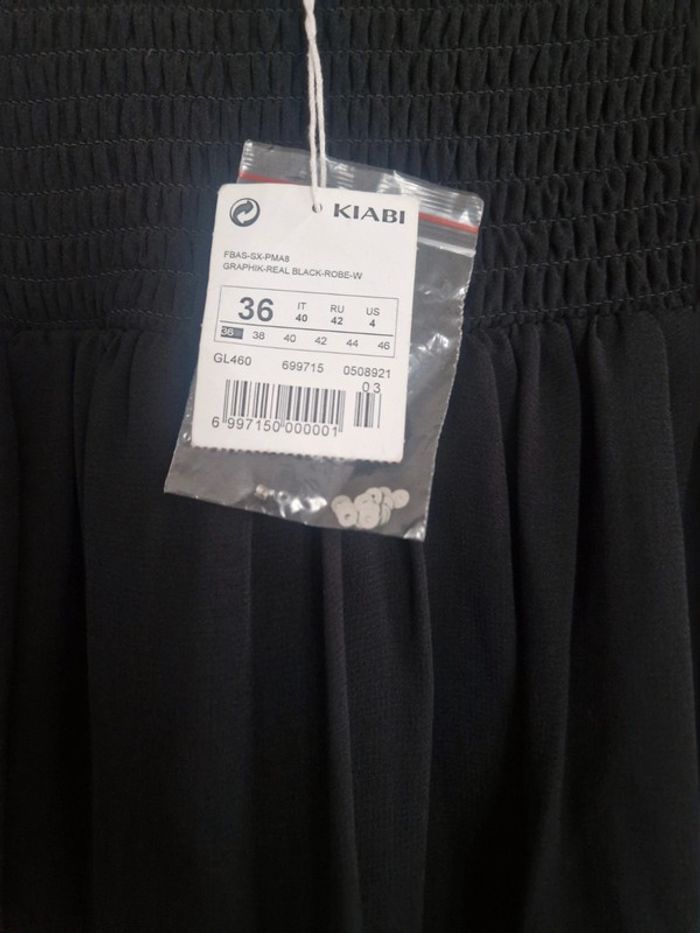 KIABI
FBAS-SX-PMA8
GRAPHIK-REAL BLACK-ROBE-W
36 IT 40 RU 42 US 4
36 38 40 42 44 46
GL460 699715 0508921
03
6 997150 000001